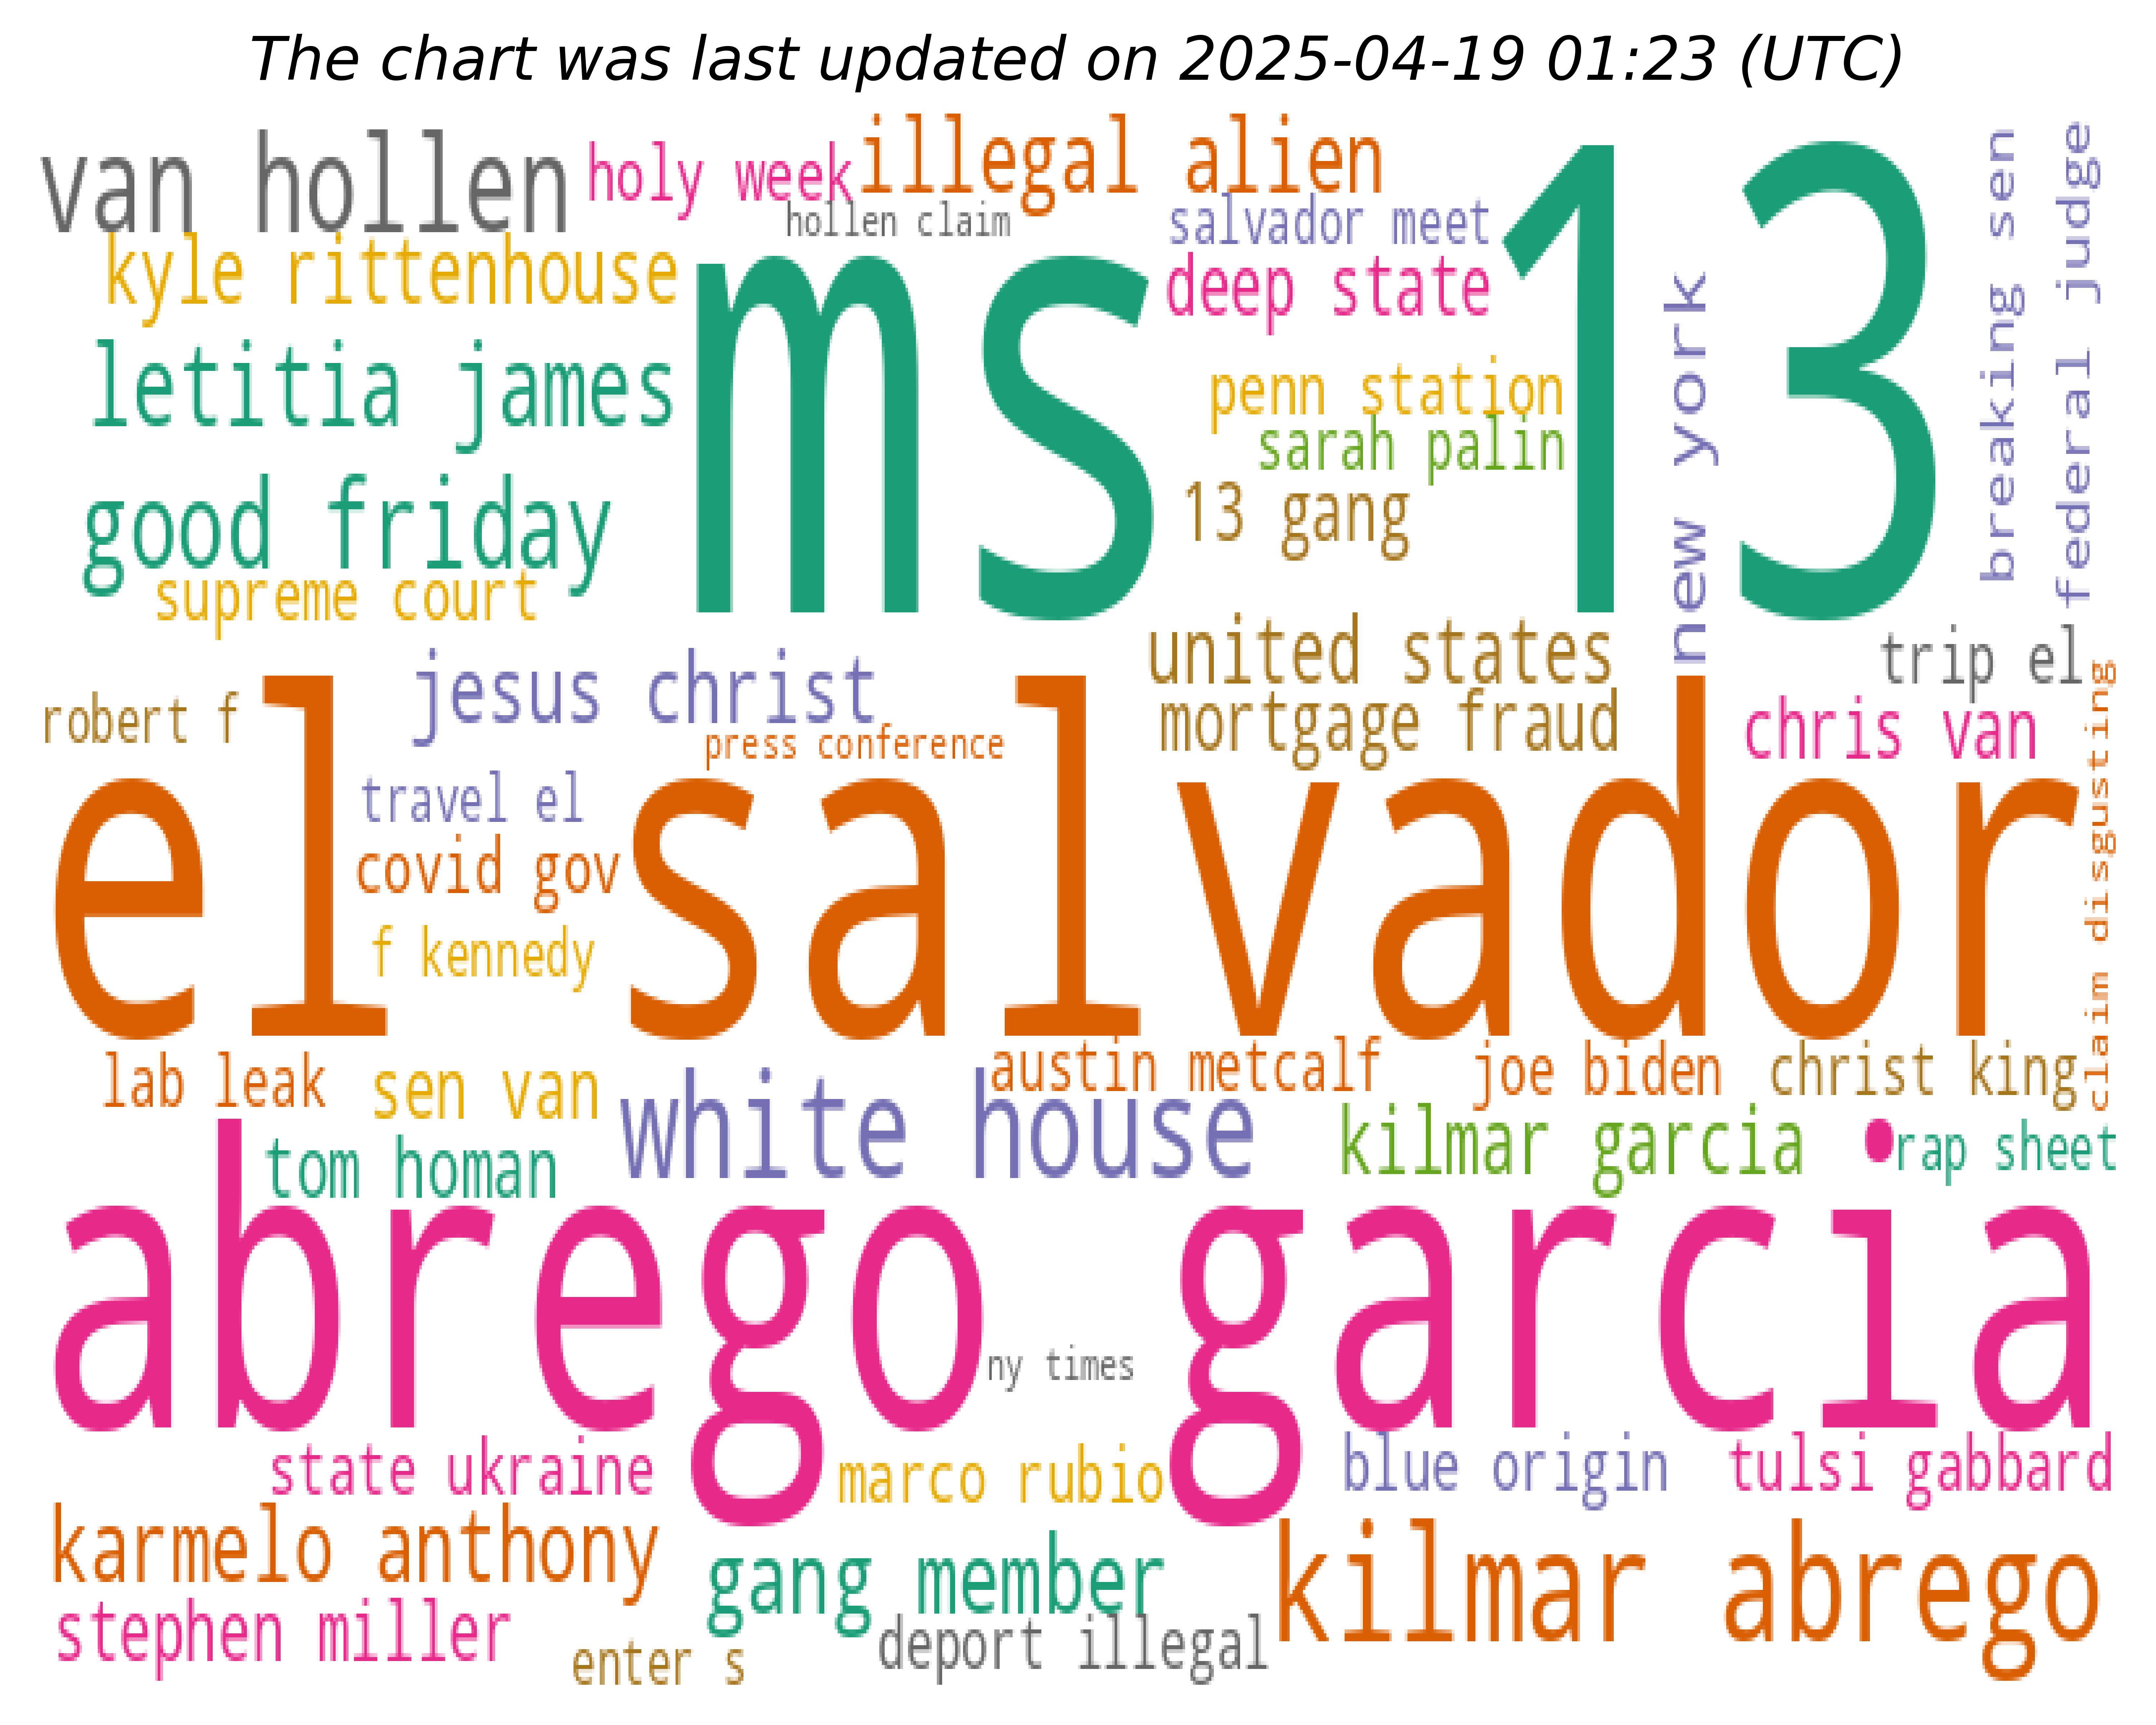 The chart was last updated on 2025-04-19 01:23 (UTC)
van hollen
holy week
illegal alien
hollen claim
salvador meet
kyle rittenhouse
ms 13
deep state
breaking sen
federal judge
new york
letitia james
penn station
sarah palin
good friday
13 gang
supreme court
united states
trip el
jesus christ
robert f
mortgage fraud
chris van
press conference
claim disgusting
el salvador
travel el
covid gov
f kennedy
lab leak
sen van
austin metcalf
joe biden
christ king
white house
kilmar garcia
rap sheet
tom homan
abrego garcia
ny times
state ukraine
marco rubio
blue origin
tulsi gabbard
karmelo anthony
gang member
kilmar abrego
stephen miller
enter s
deport illegal